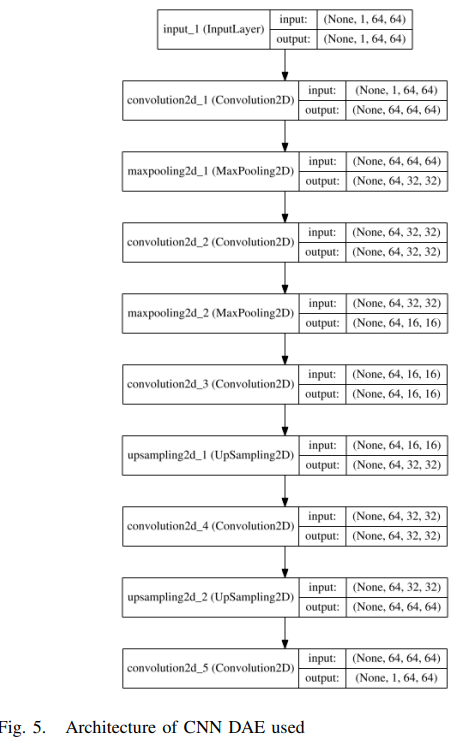 input_1 (InputLayer) input: (None, 1, 64, 64)
output: (None, 1, 64, 64)
convolution2d_1 (Convolution2D) input: (None, 1, 64, 64)
output: (None, 64, 64, 64)
maxpooling2d_1 (MaxPooling2D) input: (None, 64, 64, 64)
output: (None, 64, 32, 32)
convolution2d_2 (Convolution2D) input: (None, 64, 32, 32)
output: (None, 64, 32, 32)
maxpooling2d_2 (MaxPooling2D) input: (None, 64, 32, 32)
output: (None, 64, 16, 16)
convolution2d_3 (Convolution2D) input: (None, 64, 16, 16)
output: (None, 64, 16, 16)
upsampling2d_1 (UpSampling2D) input: (None, 64, 16, 16)
output: (None, 64, 32, 32)
convolution2d_4 (Convolution2D) input: (None, 64, 32, 32)
output: (None, 64, 32, 32)
upsampling2d_2 (UpSampling2D) input: (None, 64, 32, 32)
output: (None, 64, 64, 64)
convolution2d_5 (Convolution2D) input: (None, 64, 64, 64)
output: (None, 1, 64, 64)
Fig. 5. Architecture of CNN DAE used